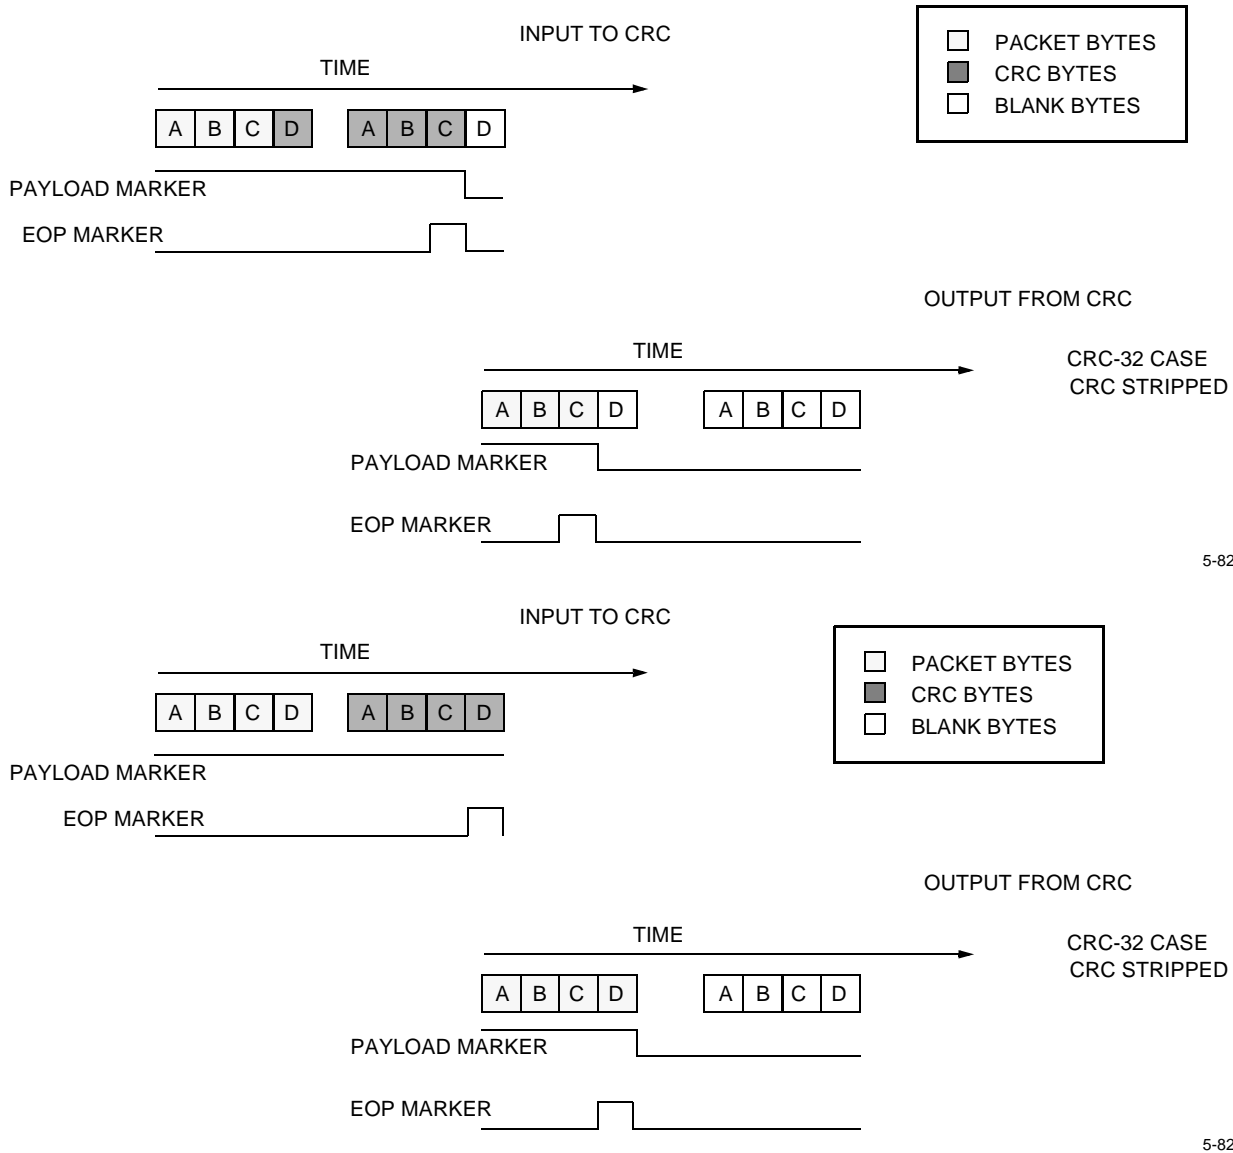 INPUT TO CRC
PACKET BYTES
CRC BYTES
BLANK BYTES
TIME
A B C D A B C D
PAYLOAD MARKER
EOP MARKER
OUTPUT FROM CRC
TIME
CRC-32 CASE
CRC STRIPPED
A B C D A B C D
PAYLOAD MARKER
EOP MARKER
5-82
INPUT TO CRC
PACKET BYTES
CRC BYTES
BLANK BYTES
TIME
A B C D A B C D
PAYLOAD MARKER
EOP MARKER
OUTPUT FROM CRC
TIME
CRC-32 CASE
CRC STRIPPED
A B C D A B C D
PAYLOAD MARKER
EOP MARKER
5-82